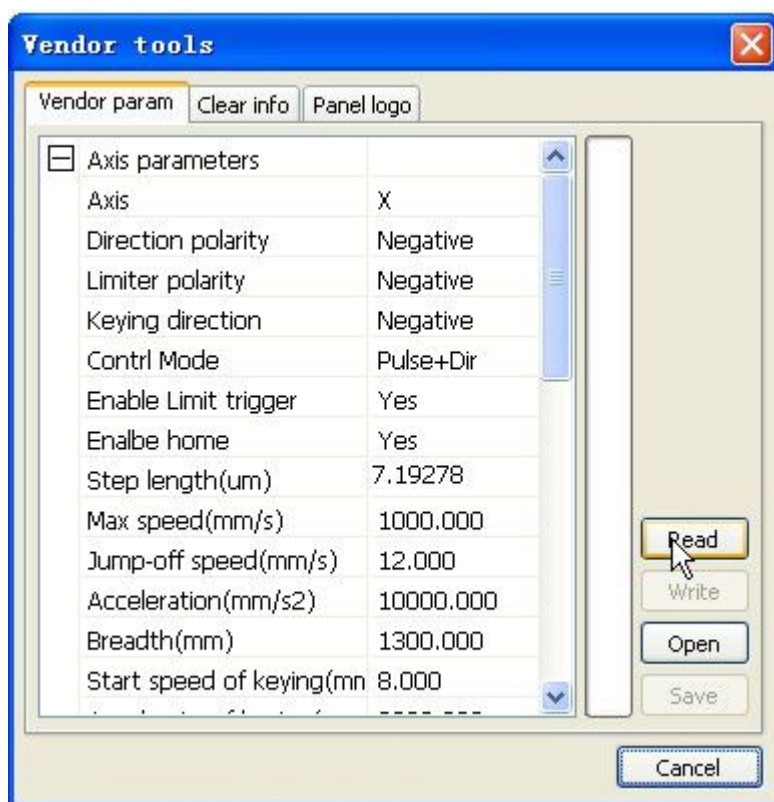 Vendor tools
Vendor param Clear info Panel logo
Axis parameters
Axis X
Direction polarity Negative
Limiter polarity Negative
Keying direction Negative
Contrl Mode Pulse+Dir
Enable Limit trigger Yes
Enalbe home Yes
Step length(um) 7.19278
Max speed(mm/s) 1000.000
Jump-off speed(mm/s) 12.000
Acceleration(mm/s2) 10000.000
Breadth(mm) 1300.000
Start speed of keying(mn 8.000
Read
Write
Open
Save
Cancel